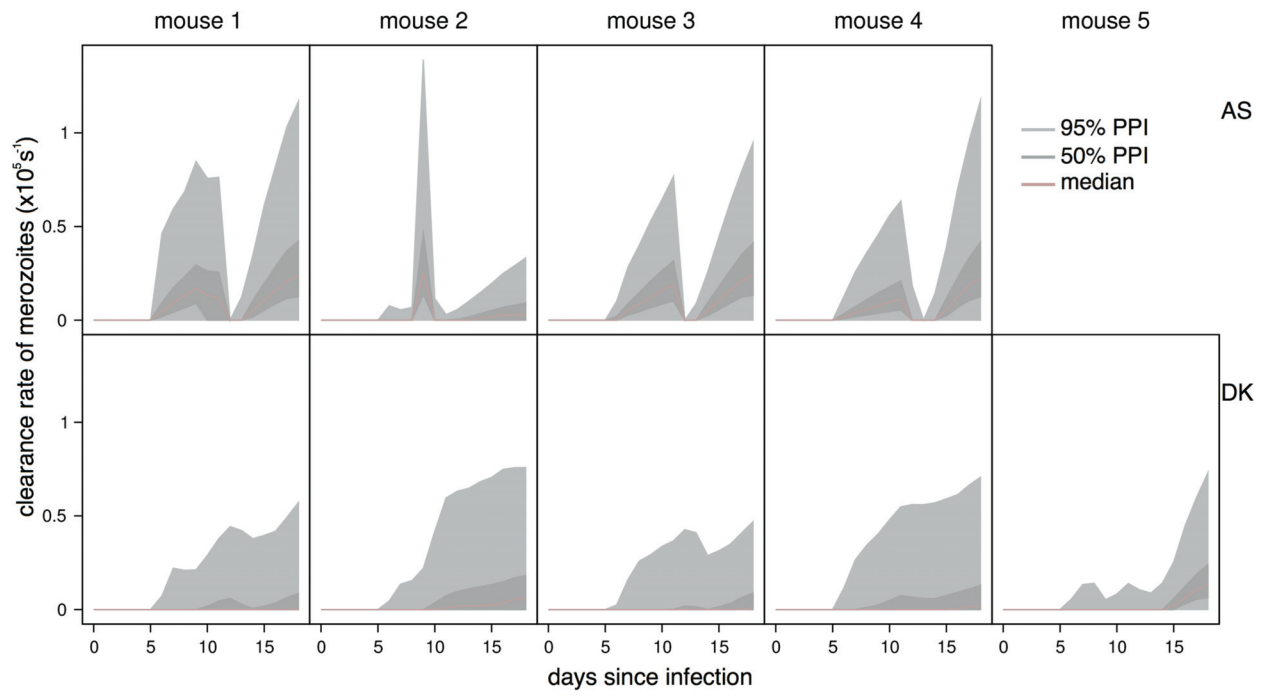 mouse 1 mouse 2 mouse 3 mouse 4 mouse 5
AS
95% PPI
50% PPI
median
clearance rate of merozoites (x10⁵s⁻¹)
1
0.5
0
DK
1
0.5
0
0 5 10 15 0 5 10 15 0 5 10 15 0 5 10 15 0 5 10 15
days since infection